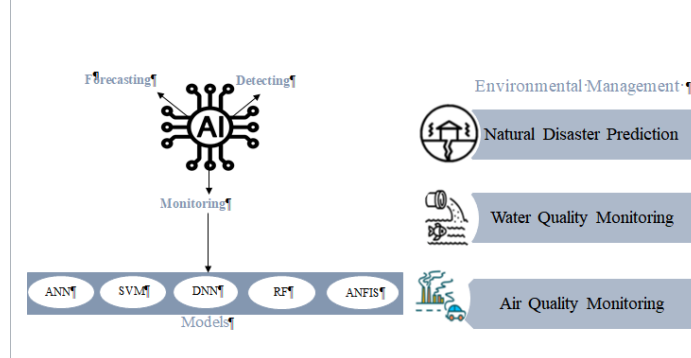 Forecasting¶
Detecting¶
AI
Monitoring¶
ANN¶
SVM¶
DNN¶
RF¶
ANFIS¶
Models¶
Environmental·Management·¶
Natural Disaster Prediction
Water Quality Monitoring
Air Quality Monitoring